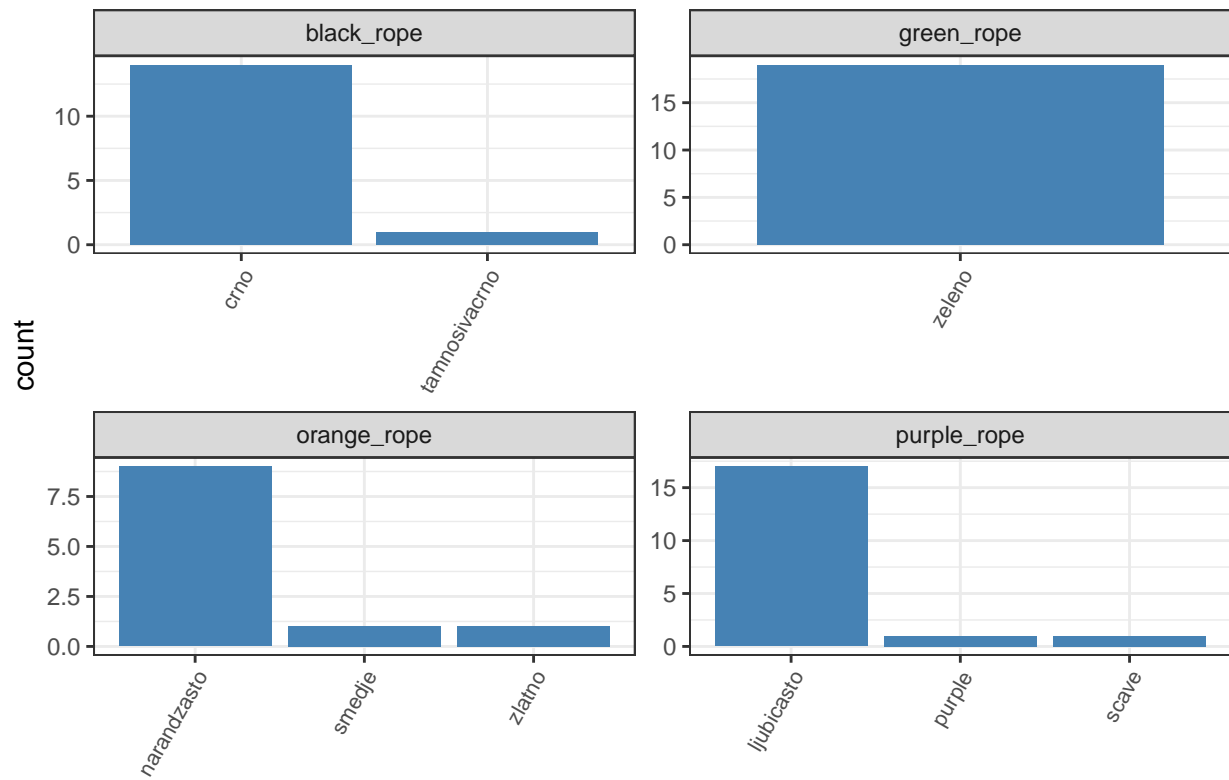 black_rope
green_rope
10
5
0
15
10
5
0
crno
tamnosivacrno
zeleno
count
orange_rope
purple_rope
7.5
5.0
2.5
0.0
15
10
5
0
narandzasto
smedje
zlatno
ljubicasto
purple
scave